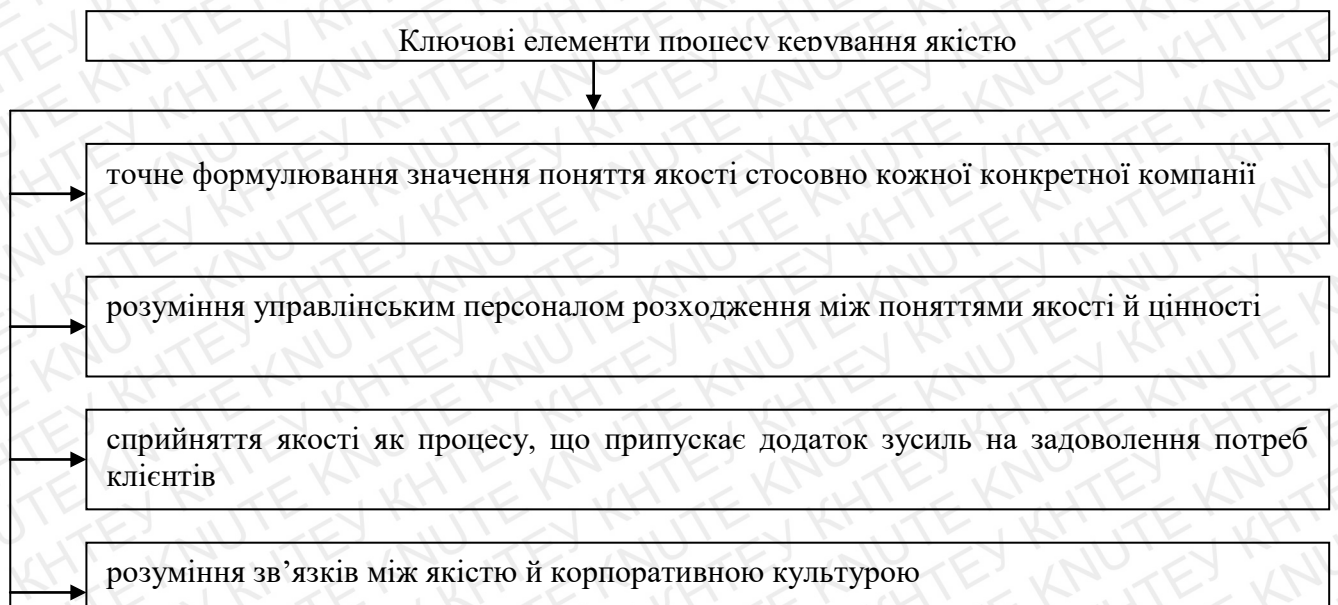 Ключові елементи процесу керування якістю
точне формулювання значення поняття якості стосовно кожної конкретної компанії
розуміння управлінським персоналом розходження між поняттями якості й цінності
сприйняття якості як процесу, що припускає додаток зусиль на задоволення потреб
клієнтів
розуміння зв’язків між якістю й корпоративною культурою